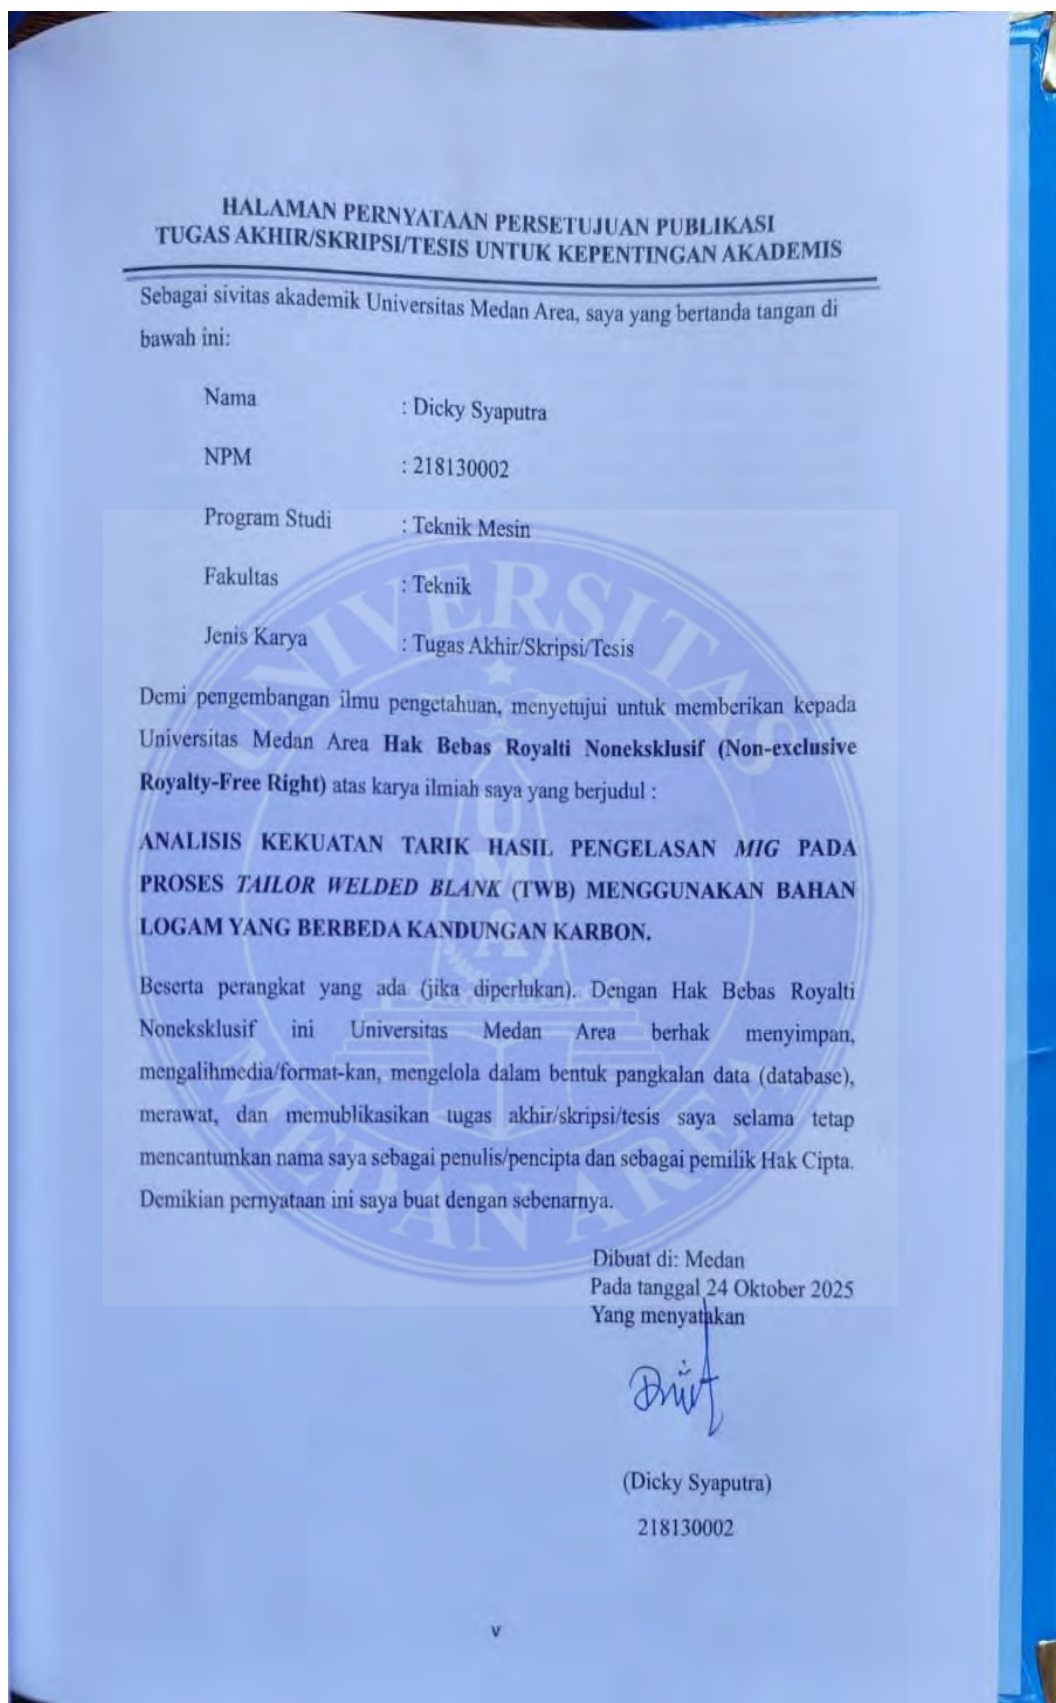 HALAMAN PERNYATAAN PERSETUJUAN PUBLIKASI
TUGAS AKHIR/SKRIPSI/TESIS UNTUK KEPENTINGAN AKADEMIS
Sebagai sivitas akademik Universitas Medan Area, saya yang bertanda tangan di
bawah ini:
Nama : Dicky Syaputra
NPM : 218130002
Program Studi : Teknik Mesin
Fakultas : Teknik
Jenis Karya : Tugas Akhir/Skripsi/Tesis
Demi pengembangan ilmu pengetahuan, menyetujui untuk memberikan kepada
Universitas Medan Area Hak Bebas Royalti Noneksklusif (Non-exclusive
Royalty-Free Right) atas karya ilmiah saya yang berjudul :
ANALISIS KEKUATAN TARIK HASIL PENGELASAN MIG PADA
PROSES TAILOR WELDED BLANK (TWB) MENGGUNAKAN BAHAN
LOGAM YANG BERBEDA KANDUNGAN KARBON.
Beserta perangkat yang ada (jika diperlukan). Dengan Hak Bebas Royalti
Noneksklusif ini Universitas Medan Area berhak menyimpan,
mengalihmedia/format-kan, mengelola dalam bentuk pangkalan data (database),
merawat, dan memublikasikan tugas akhir/skripsi/tesis saya selama tetap
mencantumkan nama saya sebagai penulis/pencipta dan sebagai pemilik Hak Cipta.
Demikian pernyataan ini saya buat dengan sebenarnya.
Dibuat di: Medan
Pada tanggal 24 Oktober 2025
Yang menyatakan
(Dicky Syaputra)
218130002
v
UNIVERSITAS
UMA
MEDAN AREA